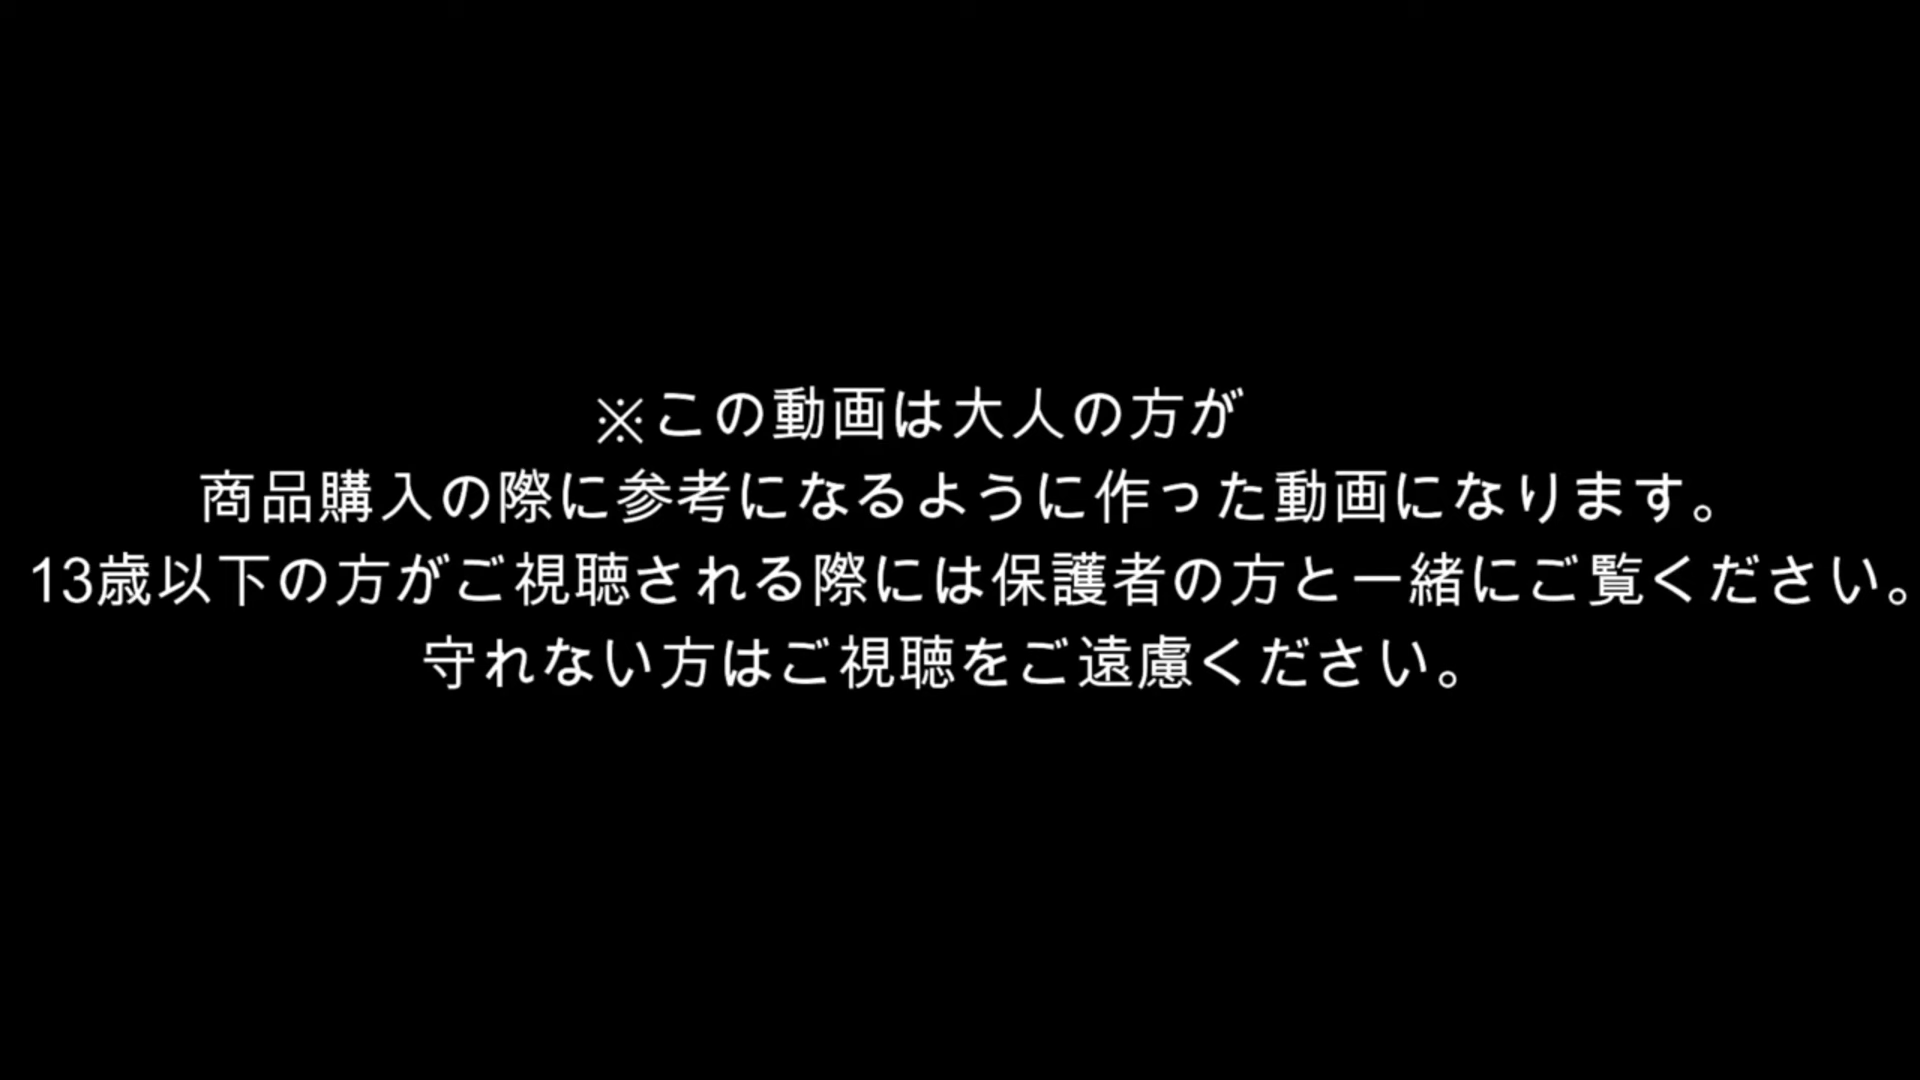 ※この動画は大人の方が
商品購入の際に参考になるように作った動画になります。
13歳以下の方がご視聴される際には保護者の方と一緒にご覧ください。
守れない方はご視聴をご遠慮ください。